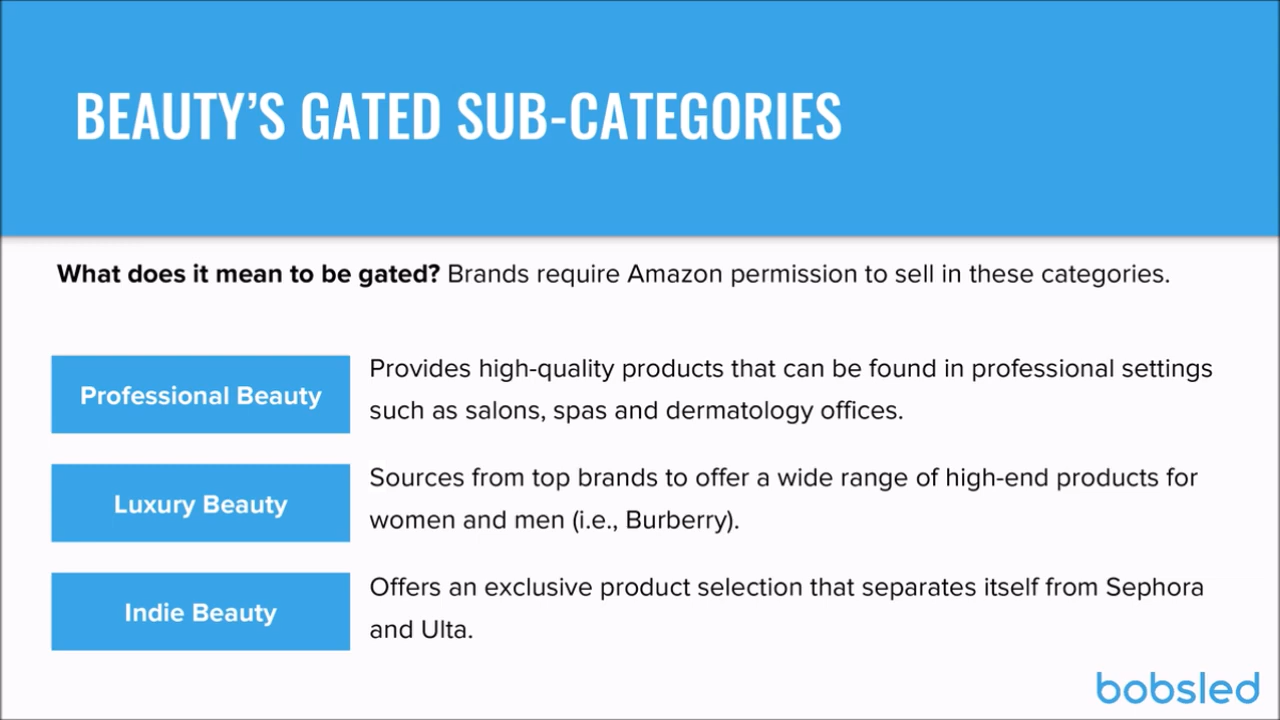 BEAUTY’S GATED SUB-CATEGORIES
What does it mean to be gated? Brands require Amazon permission to sell in these categories.
Professional Beauty
Provides high-quality products that can be found in professional settings
such as salons, spas and dermatology offices.
Luxury Beauty
Sources from top brands to offer a wide range of high-end products for
women and men (i.e., Burberry).
Indie Beauty
Offers an exclusive product selection that separates itself from Sephora
and Ulta.
bobsled